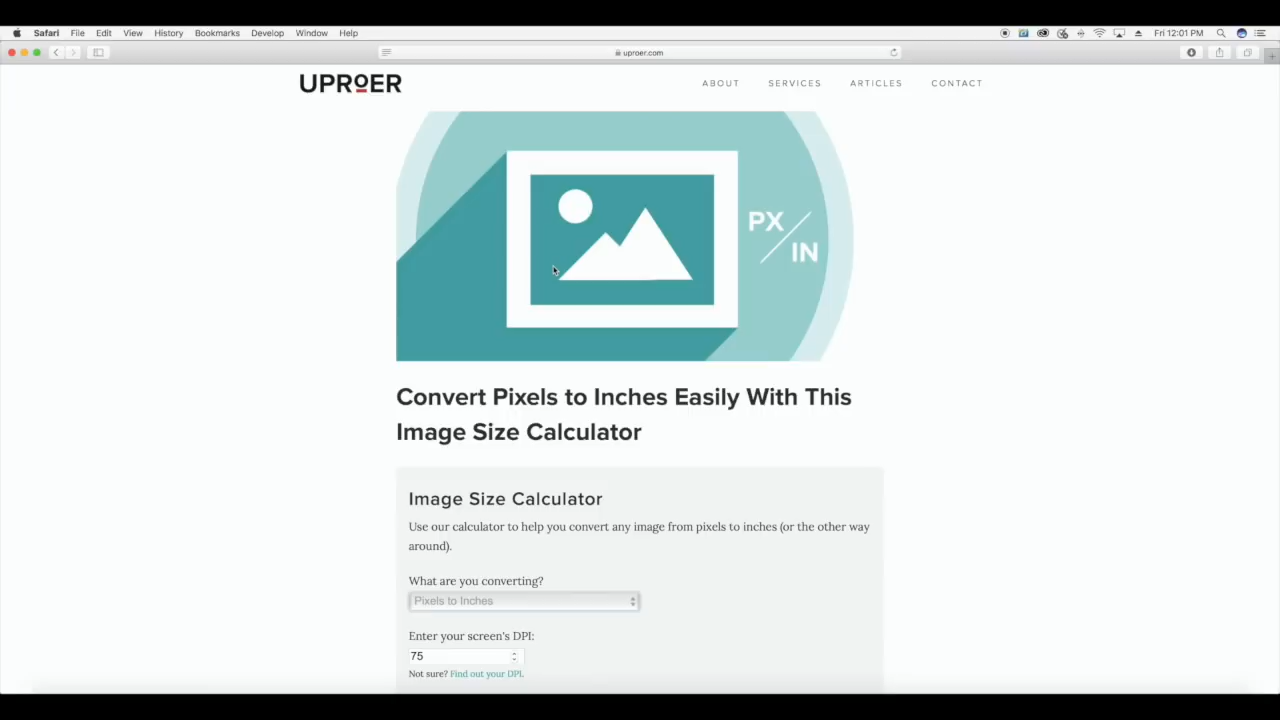 Safari File Edit View History Bookmarks Develop Window Help Fri 12:01 PM
uproer.com
UPROER ABOUT SERVICES ARTICLES CONTACT
PX
IN
Convert Pixels to Inches Easily With This
Image Size Calculator
Image Size Calculator
Use our calculator to help you convert any image from pixels to inches (or the other way
around).
What are you converting?
Pixels to Inches
Enter your screen's DPI:
75
Not sure? Find out your DPI.